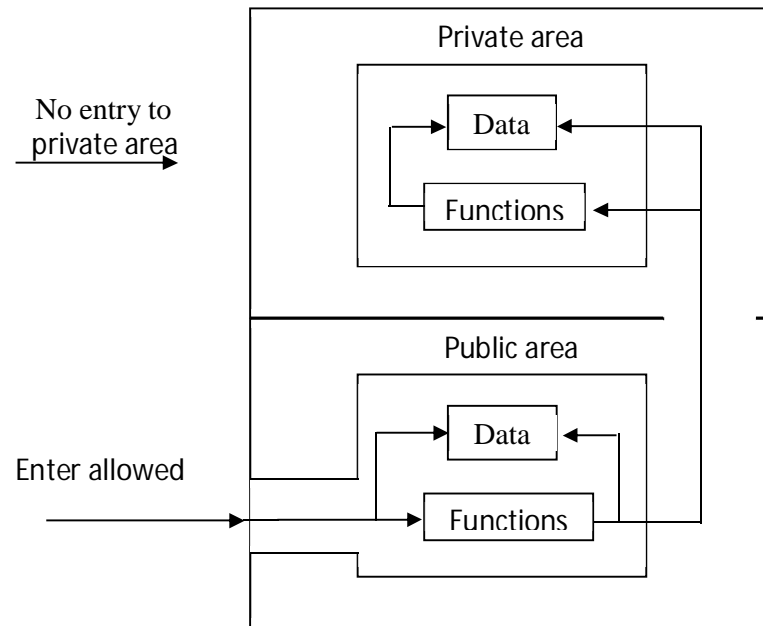 Private area
No entry to
private area
Data
Functions
Public area
Data
Enter allowed
Functions